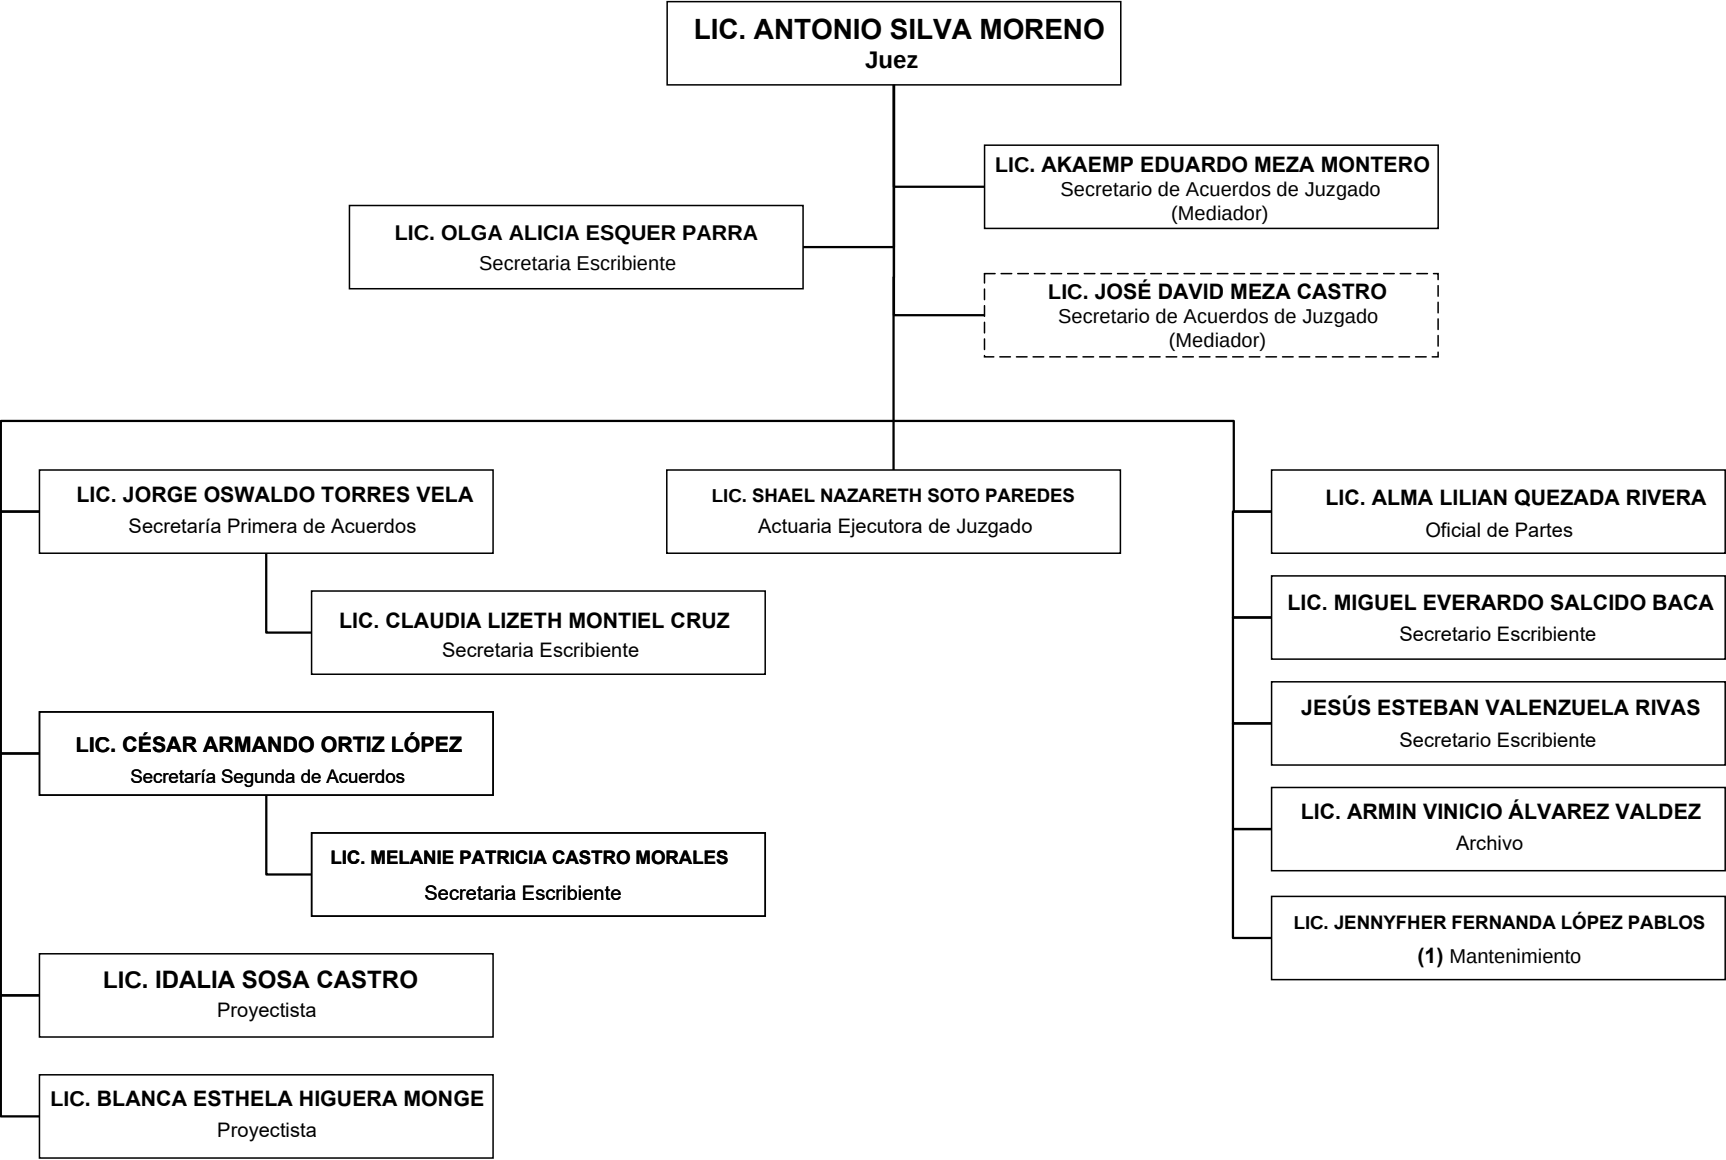 LIC. ANTONIO SILVA MORENO
Juez
LIC. AKAEMP EDUARDO MEZA MONTERO
Secretario de Acuerdos de Juzgado
(Mediador)
LIC. OLGA ALICIA ESQUER PARRA
Secretaria Escribiente
LIC. JOSÉ DAVID MEZA CASTRO
Secretario de Acuerdos de Juzgado
(Mediador)
LIC. JORGE OSWALDO TORRES VELA
Secretaría Primera de Acuerdos
LIC. CLAUDIA LIZETH MONTIEL CRUZ
Secretaria Escribiente
LIC. CÉSAR ARMANDO ORTIZ LÓPEZ
Secretaría Segunda de Acuerdos
LIC. MELANIE PATRICIA CASTRO MORALES
Secretaria Escribiente
LIC. IDALIA SOSA CASTRO
Proyectista
LIC. BLANCA ESTHELA HIGUERA MONGE
Proyectista
LIC. SHAEL NAZARETH SOTO PAREDES
Actuaria Ejecutora de Juzgado
LIC. ALMA LILIAN QUEZADA RIVERA
Oficial de Partes
LIC. MIGUEL EVERARDO SALCIDO BACA
Secretario Escribiente
JESÚS ESTEBAN VALENZUELA RIVAS
Secretario Escribiente
LIC. ARMIN VINICIO ÁLVAREZ VALDEZ
Archivo
LIC. JENNYFHER FERNANDA LÓPEZ PABLOS
(1) Mantenimiento